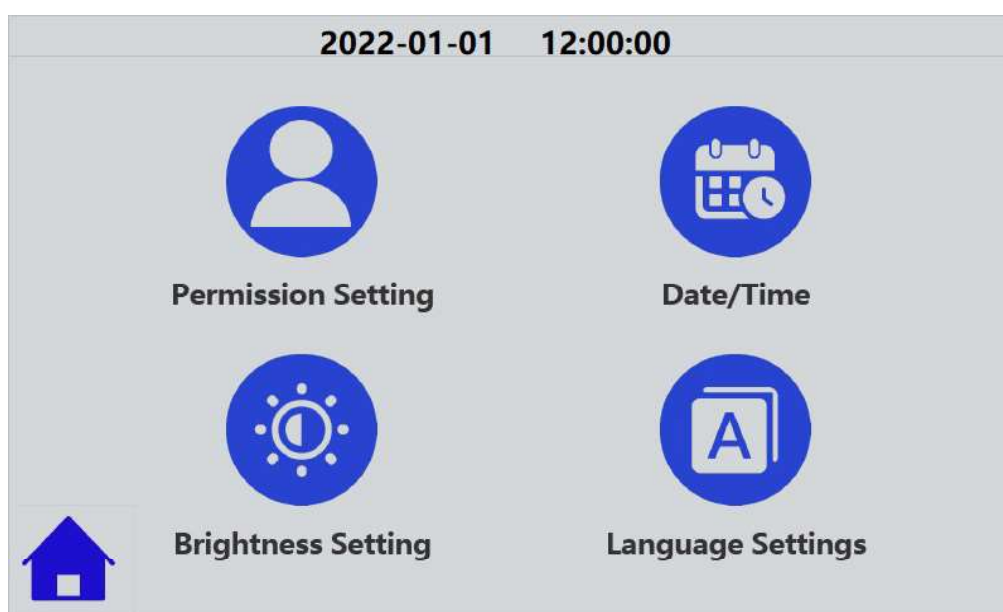 2022-01-01 12:00:00
Permission Setting
Date/Time
A
Brightness Setting
Language Settings